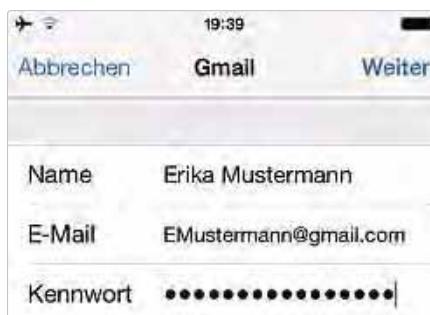 19:39
Abbrechen Gmail Weiter
Name Erika Mustermann
E-Mail EMustermann@gmail.com
Kennwort ••••••••••••••••